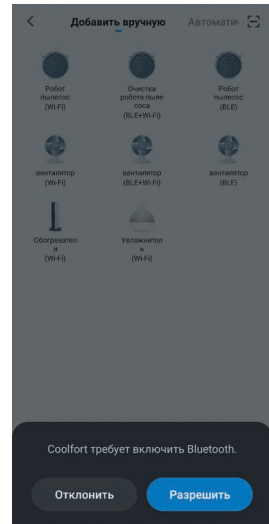 Добавить вручную Автомати
Робот
пылесос
(Wi-Fi)
Очистка
робота-пыле
соса
(BLE+Wi-Fi)
Робот
пылесос
(BLE)
вентилятор
(Wi-Fi)
вентилятор
(BLE+Wi-Fi)
вентилятор
(BLE)
Обогревател
и
(Wi-Fi)
Увлажнител
ь
(Wi-Fi)
Coolfort требует включить Bluetooth.
Отклонить Разрешить